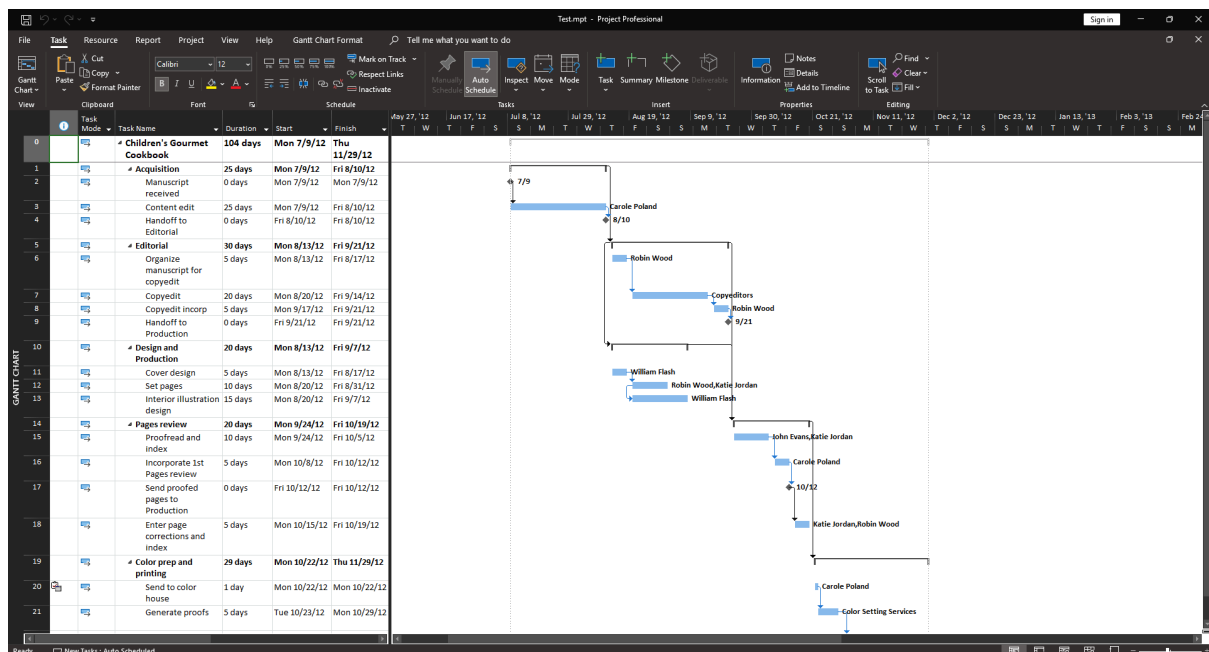 Test.mpt - Project Professional
Sign in
File Task Resource Report Project View Help Gantt Chart Format Tell me what you want to do
Gantt Chart
View
Paste
Cut
Copy
Format Painter
Clipboard
Calibri 12
B I U A
Font
0% 25% 50% 75% 100%
Mark on Track
Respect Links
Inactivate
Schedule
Manually Schedule
Auto Schedule
Inspect Move Mode
Tasks
Task Summary Milestone Deliverable
Insert
Information
Notes
Details
Add to Timeline
Properties
Scroll to Task
Find
Clear
Fill
Editing
Task Mode Task Name Duration Start Finish
May 27, '12 Jun 17, '12 Jul 8, '12 Jul 29, '12 Aug 19, '12 Sep 9, '12 Sep 30, '12 Oct 21, '12 Nov 11, '12 Dec 2, '12 Dec 23, '12 Jan 13, '13 Feb 3, '13 Feb 2
T W T F S S M T W T F S S M T W T F S S M T W T F S S M
0 Children's Gourmet Cookbook 104 days Mon 7/9/12 Thu 11/29/12
1 Acquisition 25 days Mon 7/9/12 Fri 8/10/12
2 Manuscript received 0 days Mon 7/9/12 Mon 7/9/12 7/9
3 Content edit 25 days Mon 7/9/12 Fri 8/10/12 Carole Poland
4 Handoff to Editorial 0 days Fri 8/10/12 Fri 8/10/12 8/10
5 Editorial 30 days Mon 8/13/12 Fri 9/21/12
6 Organize manuscript for copyedit 5 days Mon 8/13/12 Fri 8/17/12 Robin Wood
7 Copyedit 20 days Mon 8/20/12 Fri 9/14/12 Copyeditors
8 Copyedit incorp 5 days Mon 9/17/12 Fri 9/21/12 Robin Wood
9 Handoff to Production 0 days Fri 9/21/12 Fri 9/21/12 9/21
10 Design and Production 20 days Mon 8/13/12 Fri 9/7/12
11 Cover design 5 days Mon 8/13/12 Fri 8/17/12 William Flash
12 Set pages 10 days Mon 8/20/12 Fri 8/31/12 Robin Wood,Katie Jordan
13 Interior illustration design 15 days Mon 8/20/12 Fri 9/7/12 William Flash
14 Pages review 20 days Mon 9/24/12 Fri 10/19/12
15 Proofread and index 10 days Mon 9/24/12 Fri 10/5/12 John Evans,Katie Jordan
16 Incorporate 1st Pages review 5 days Mon 10/8/12 Fri 10/12/12 Carole Poland
17 Send proofed pages to Production 0 days Fri 10/12/12 Fri 10/12/12 10/12
18 Enter page corrections and index 5 days Mon 10/15/12 Fri 10/19/12 Katie Jordan,Robin Wood
19 Color prep and printing 29 days Mon 10/22/12 Thu 11/29/12
20 Send to color house 1 day Mon 10/22/12 Mon 10/22/12 Carole Poland
21 Generate proofs 5 days Tue 10/23/12 Mon 10/29/12 Color Setting Services
GANTT CHART
Ready New Tasks : Auto Scheduled